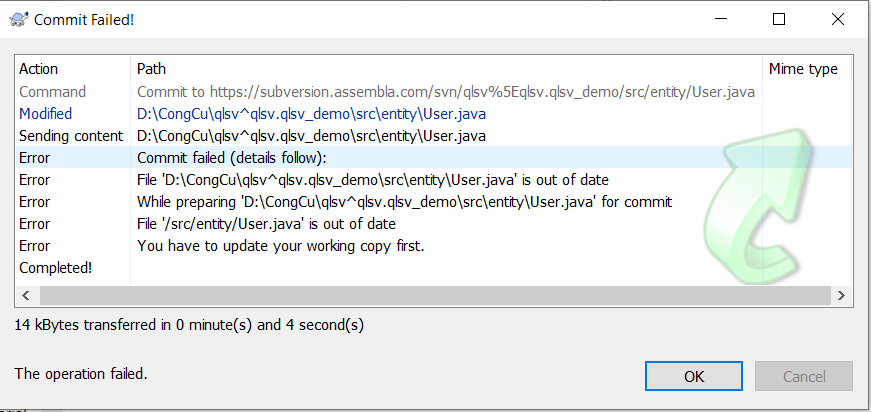 Commit Failed!
Action Path Mime type
Command Commit to https://subversion.assembla.com/svn/qlsv%5Eqlsv.qlsv_demo/src/entity/User.java
Modified D:\CongCu\qlsv^qlsv.qlsv_demo\src\entity\User.java
Sending content D:\CongCu\qlsv^qlsv.qlsv_demo\src\entity\User.java
Error Commit failed (details follow):
Error File 'D:\CongCu\qlsv^qlsv.qlsv_demo\src\entity\User.java' is out of date
Error While preparing 'D:\CongCu\qlsv^qlsv.qlsv_demo\src\entity\User.java' for commit
Error File '/src/entity/User.java' is out of date
Error You have to update your working copy first.
Completed!
14 kBytes transferred in 0 minute(s) and 4 second(s)
The operation failed.
OK Cancel